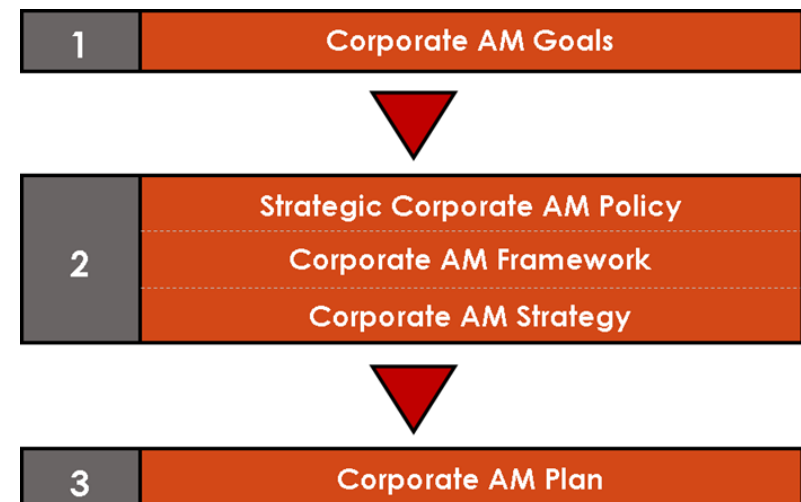 1 Corporate AM Goals
Strategic Corporate AM Policy
2 Corporate AM Framework
Corporate AM Strategy
3 Corporate AM Plan